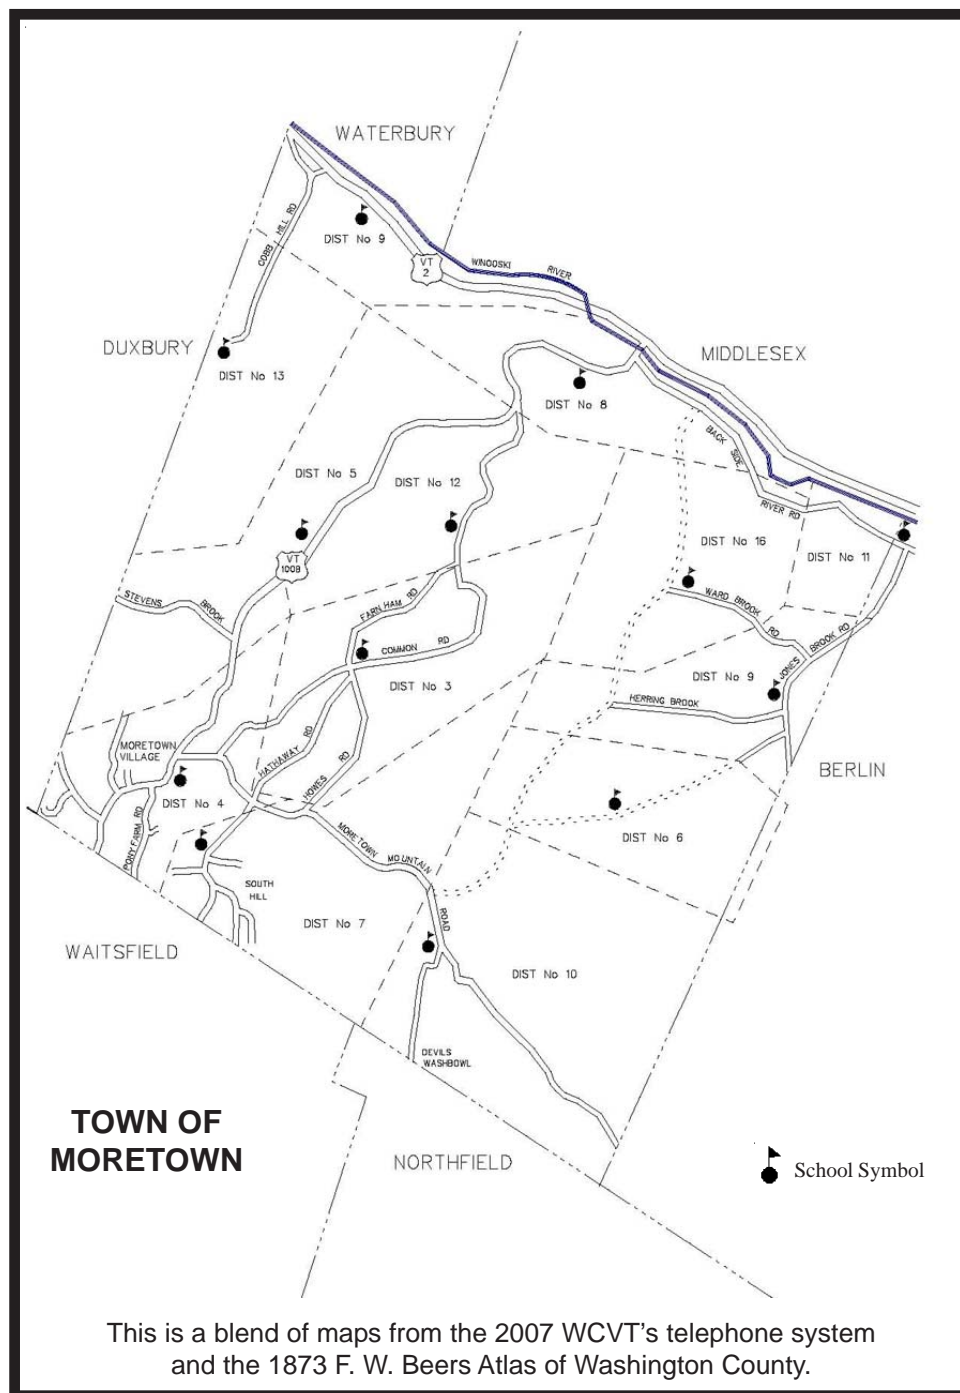 WATERBURY
COBB HILL RD
DIST No 9
VT
2
WINOOSKI RIVER
DUXBURY
DIST No 13
MIDDLESEX
DIST No 8
BACK SIDE RIVER RD
DIST No 5
DIST No 12
DIST No 16
DIST No 11
VT
100B
STEVENS BROOK
FARNHAM RD
WARD BROOK RD
COMMON RD
JONES BROOK RD
DIST No 3
DIST No 9
HERRING BROOK
MORETOWN
VILLAGE
HATHAWAY RD
HOWES RD
BERLIN
DIST No 4
PONY FARM RD
MORETOWN MOUNTAIN ROAD
DIST No 6
SOUTH
HILL
DIST No 7
WAITSFIELD
DIST No 10
DEVILS
WASHBOWL
TOWN OF
MORETOWN
NORTHFIELD
School Symbol
This is a blend of maps from the 2007 WCVT's telephone system
and the 1873 F. W. Beers Atlas of Washington County.